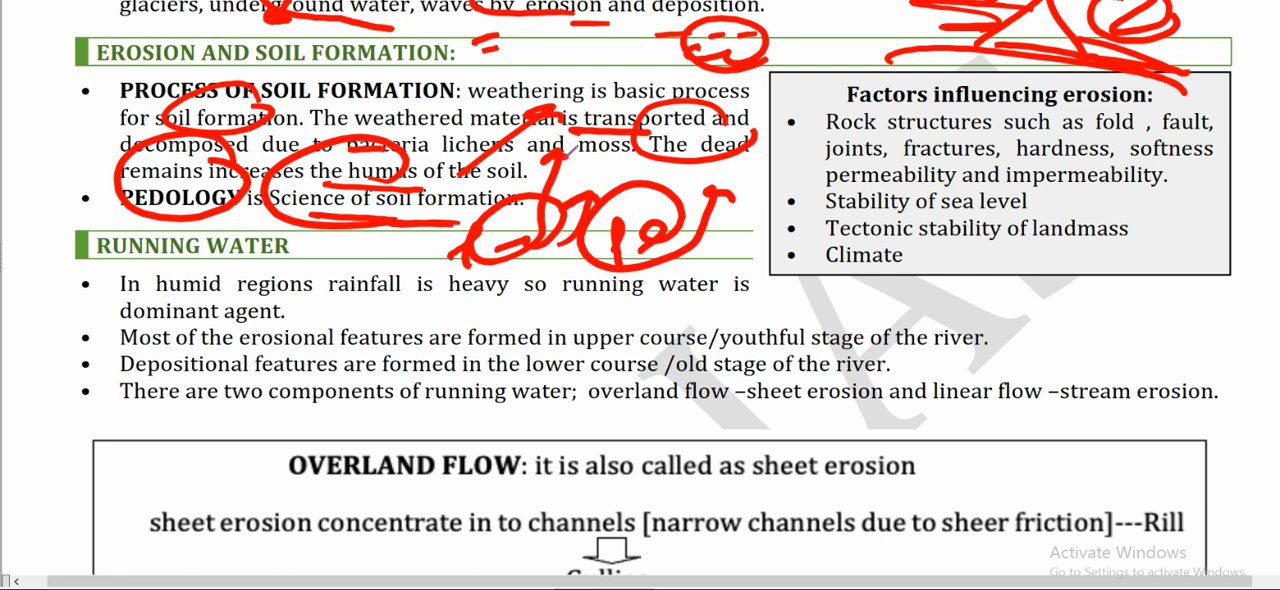 glaciers, underground water, waves by erosion and deposition.
EROSION AND SOIL FORMATION:
• PROCESS OF SOIL FORMATION: weathering is basic process
for soil formation. The weathered material is transported and
decomposed due to bacteria lichens and moss. The dead
remains increases the humus of the soil.
• PEDOLOGY is Science of soil formation.
Factors influencing erosion:
• Rock structures such as fold , fault,
joints, fractures, hardness, softness
permeability and impermeability.
• Stability of sea level
• Tectonic stability of landmass
• Climate
RUNNING WATER
• In humid regions rainfall is heavy so running water is
dominant agent.
• Most of the erosional features are formed in upper course/youthful stage of the river.
• Depositional features are formed in the lower course /old stage of the river.
• There are two components of running water; overland flow –sheet erosion and linear flow –stream erosion.
OVERLAND FLOW: it is also called as sheet erosion
sheet erosion concentrate in to channels [narrow channels due to sheer friction]---Rill
Activate Windows
Go to Settings to activate Windows.